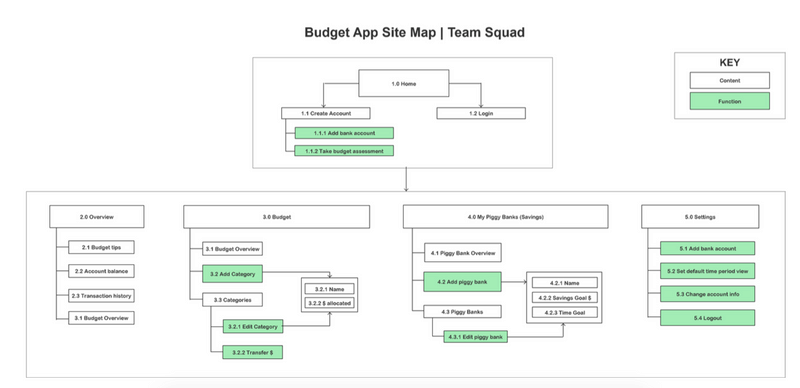 Budget App Site Map | Team Squad
KEY
Content
Function
1.0 Home
1.1 Create Account
1.2 Login
1.1.1 Add bank account
1.1.2 Take budget assessment
2.0 Overview
2.1 Budget tips
2.2 Account balance
2.3 Transaction history
3.1 Budget Overview
3.0 Budget
3.1 Budget Overview
3.2 Add Category
3.2.1 Name
3.2.2 $ allocated
3.3 Categories
3.2.1 Edit Category
3.2.2 Transfer $
4.0 My Piggy Banks (Savings)
4.1 Piggy Bank Overview
4.2 Add piggy bank
4.2.1 Name
4.2.2 Savings Goal $
4.2.3 Time Goal
4.3 Piggy Banks
4.3.1 Edit piggy bank
5.0 Settings
5.1 Add bank account
5.2 Set default time period view
5.3 Change account info
5.4 Logout